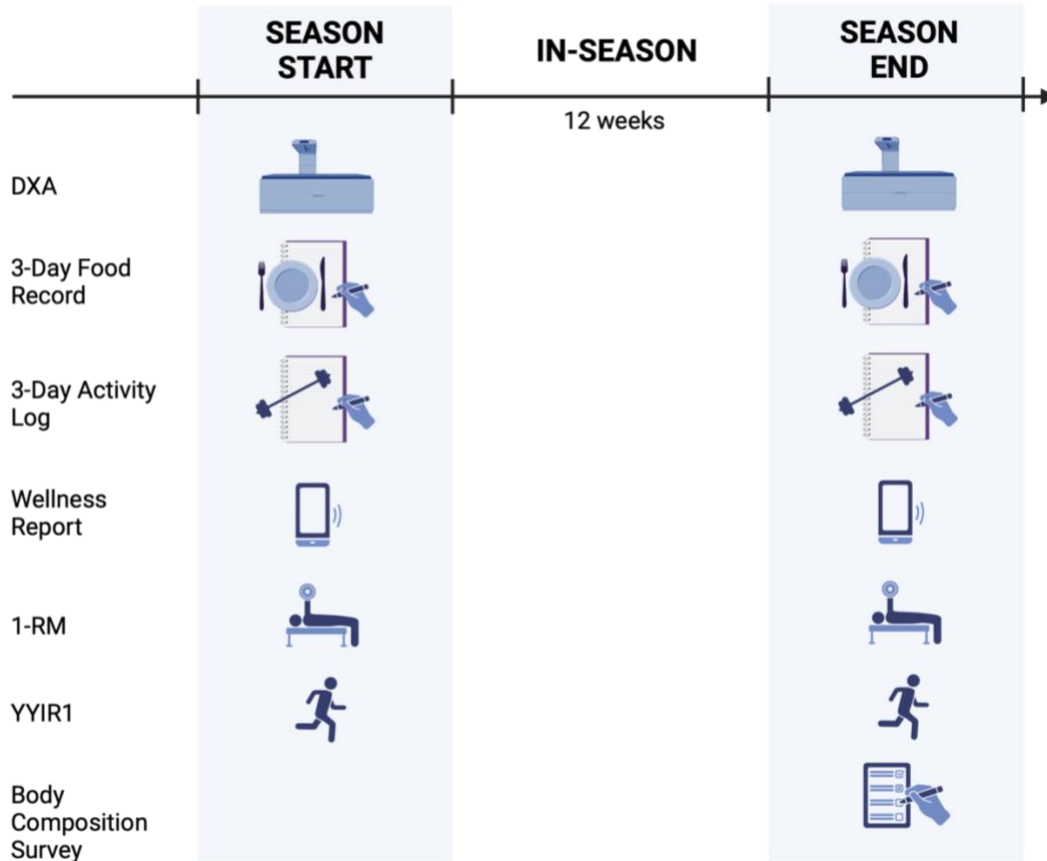 SEASON
START
IN-SEASON
SEASON
END
12 weeks
DXA
3-Day Food
Record
3-Day Activity
Log
Wellness
Report
1-RM
YYIR1
Body
Composition
Survey